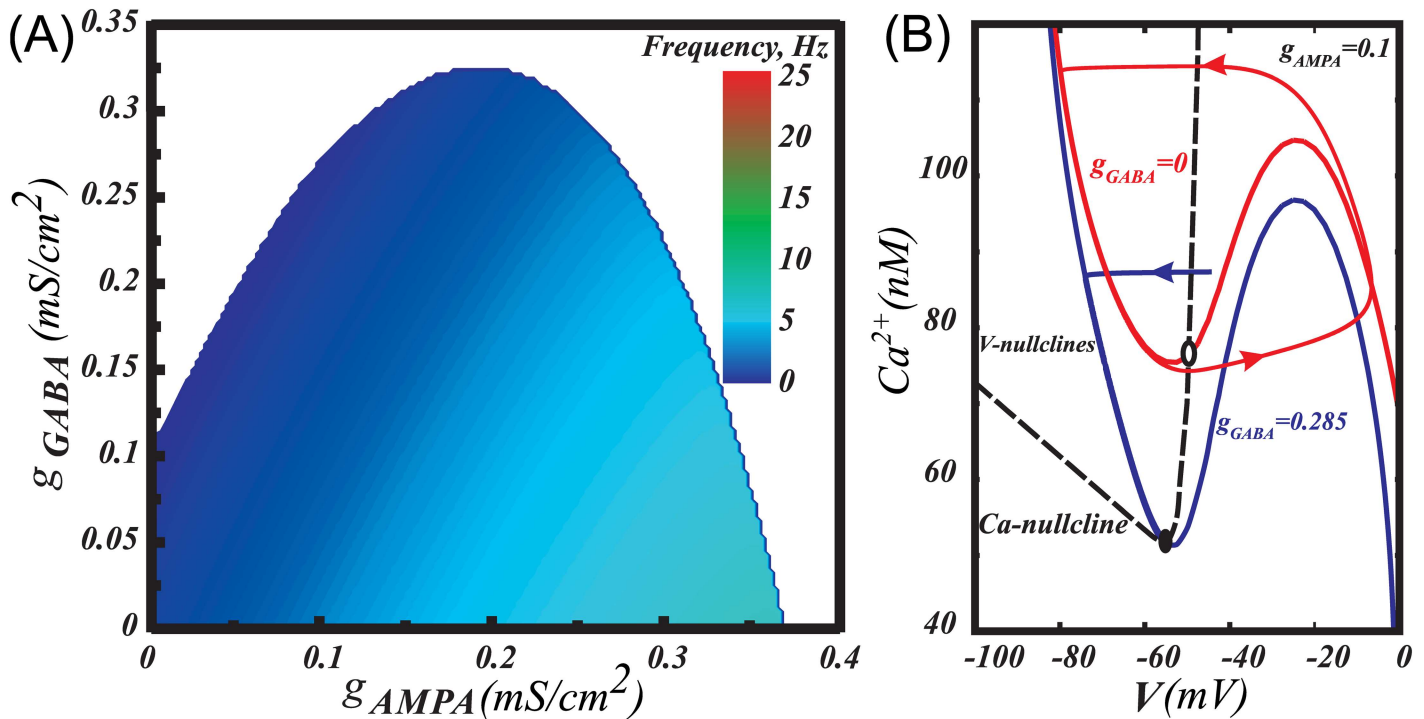 (A)
0.35
0.3
0.25
0.2
0.15
0.1
0.05
0
g GABA (mS/cm²)
0
0.1
0.2
0.3
0.4
g AMPA (mS/cm²)
Frequency, Hz
25
20
15
10
5
0
(B)
g AMPA=0.1
g GABA=0
V-nullclines
g GABA=0.285
Ca-nullcline
100
80
60
40
Ca²⁺ (nM)
-100
-80
-60
-40
-20
0
V (mV)